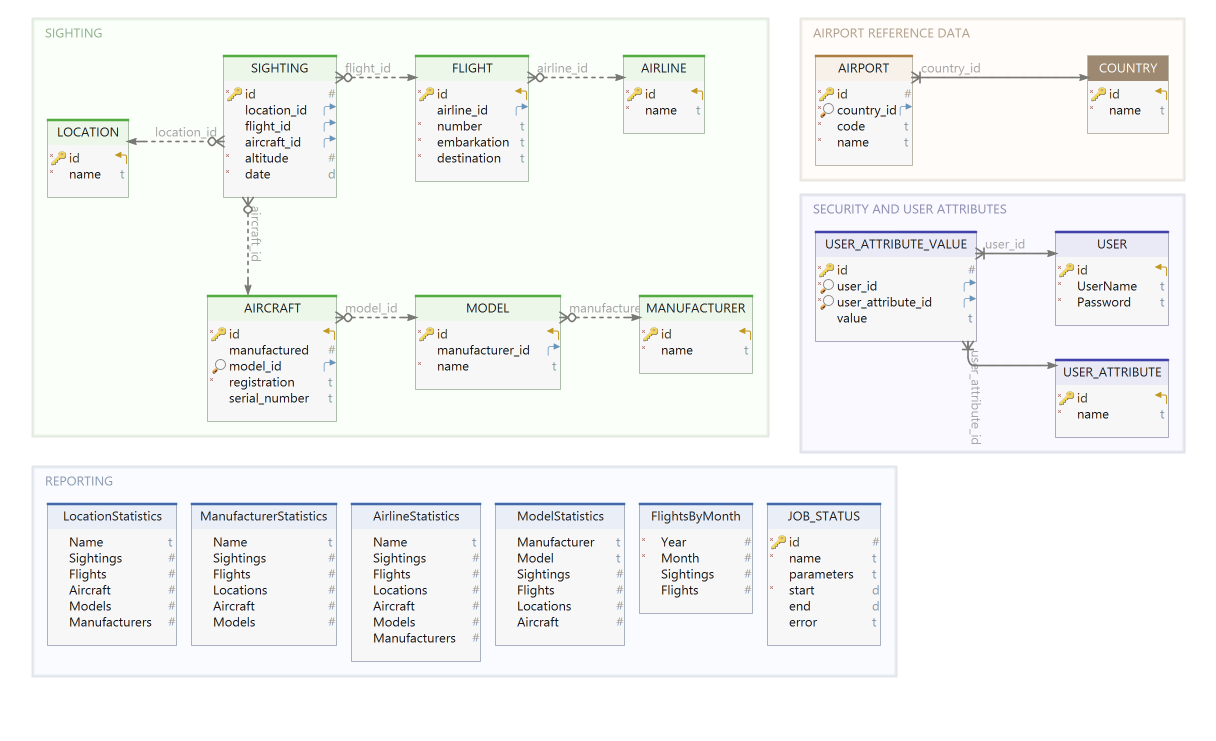 SIGHTING
SIGHTING
id #
location_id
flight_id
aircraft_id
altitude #
date d
flight_id
FLIGHT
id
airline_id
number t
embarkation t
destination t
airline_id
AIRLINE
id
name t
location_id
LOCATION
id
name t
aircraft_id
AIRCRAFT
id
manufactured #
model_id
registration t
serial_number t
model_id
MODEL
id
manufacturer_id
name t
manufacture
MANUFACTURER
id
name t
AIRPORT REFERENCE DATA
AIRPORT
id #
country_id
code t
name t
country_id
COUNTRY
id
name t
SECURITY AND USER ATTRIBUTES
USER_ATTRIBUTE_VALUE
id #
user_id
user_attribute_id
value t
user_id
USER
id
UserName t
Password t
user_attribute_id
USER_ATTRIBUTE
id
name t
REPORTING
LocationStatistics
Name t
Sightings #
Flights #
Aircraft #
Models #
Manufacturers #
ManufacturerStatistics
Name t
Sightings #
Flights #
Locations #
Aircraft #
Models #
AirlineStatistics
Name t
Sightings #
Flights #
Locations #
Aircraft #
Models #
Manufacturers #
ModelStatistics
Manufacturer t
Model t
Sightings #
Flights #
Locations #
Aircraft #
FlightsByMonth
Year #
Month #
Sightings #
Flights #
JOB_STATUS
id #
name t
parameters t
start d
end d
error t